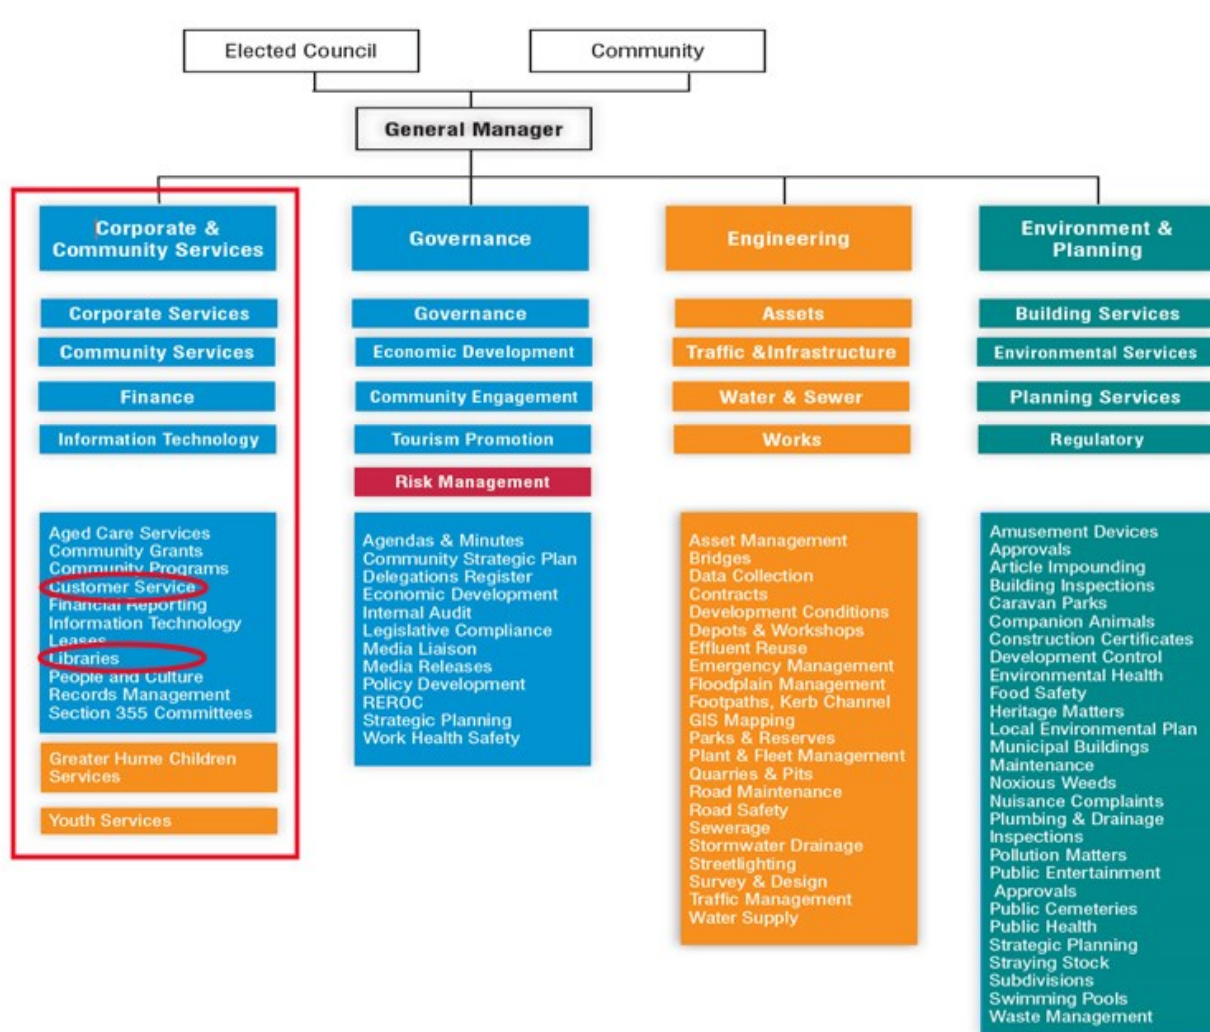 Elected Council
Community
General Manager
Corporate &
Community Services
Corporate Services
Community Services
Finance
Information Technology
Aged Care Services
Community Grants
Community Programs
Customer Service
Financial Reporting
Information Technology
Leases
Libraries
People and Culture
Records Management
Section 355 Committees
Greater Hume Children
Services
Youth Services
Governance
Governance
Economic Development
Community Engagement
Tourism Promotion
Risk Management
Agendas & Minutes
Community Strategic Plan
Delegations Register
Economic Development
Internal Audit
Legislative Compliance
Media Liaison
Media Releases
Policy Development
REROC
Strategic Planning
Work Health Safety
Engineering
Assets
Traffic &Infrastructure
Water & Sewer
Works
Asset Management
Bridges
Data Collection
Contracts
Development Conditions
Depots & Workshops
Effluent Reuse
Emergency Management
Floodplain Management
Footpaths, Kerb Channel
GIS Mapping
Parks & Reserves
Plant & Fleet Management
Quarries & Pits
Road Maintenance
Road Safety
Sewerage
Stormwater Drainage
Streetlighting
Survey & Design
Traffic Management
Water Supply
Environment &
Planning
Building Services
Environmental Services
Planning Services
Regulatory
Amusement Devices
Approvals
Article Impounding
Building Inspections
Caravan Parks
Companion Animals
Construction Certificates
Development Control
Environmental Health
Food Safety
Heritage Matters
Local Environmental Plan
Municipal Buildings
Maintenance
Noxious Weeds
Nuisance Complaints
Plumbing & Drainage
Inspections
Pollution Matters
Public Entertainment
Approvals
Public Cemeteries
Public Health
Strategic Planning
Straying Stock
Subdivisions
Swimming Pools
Waste Management